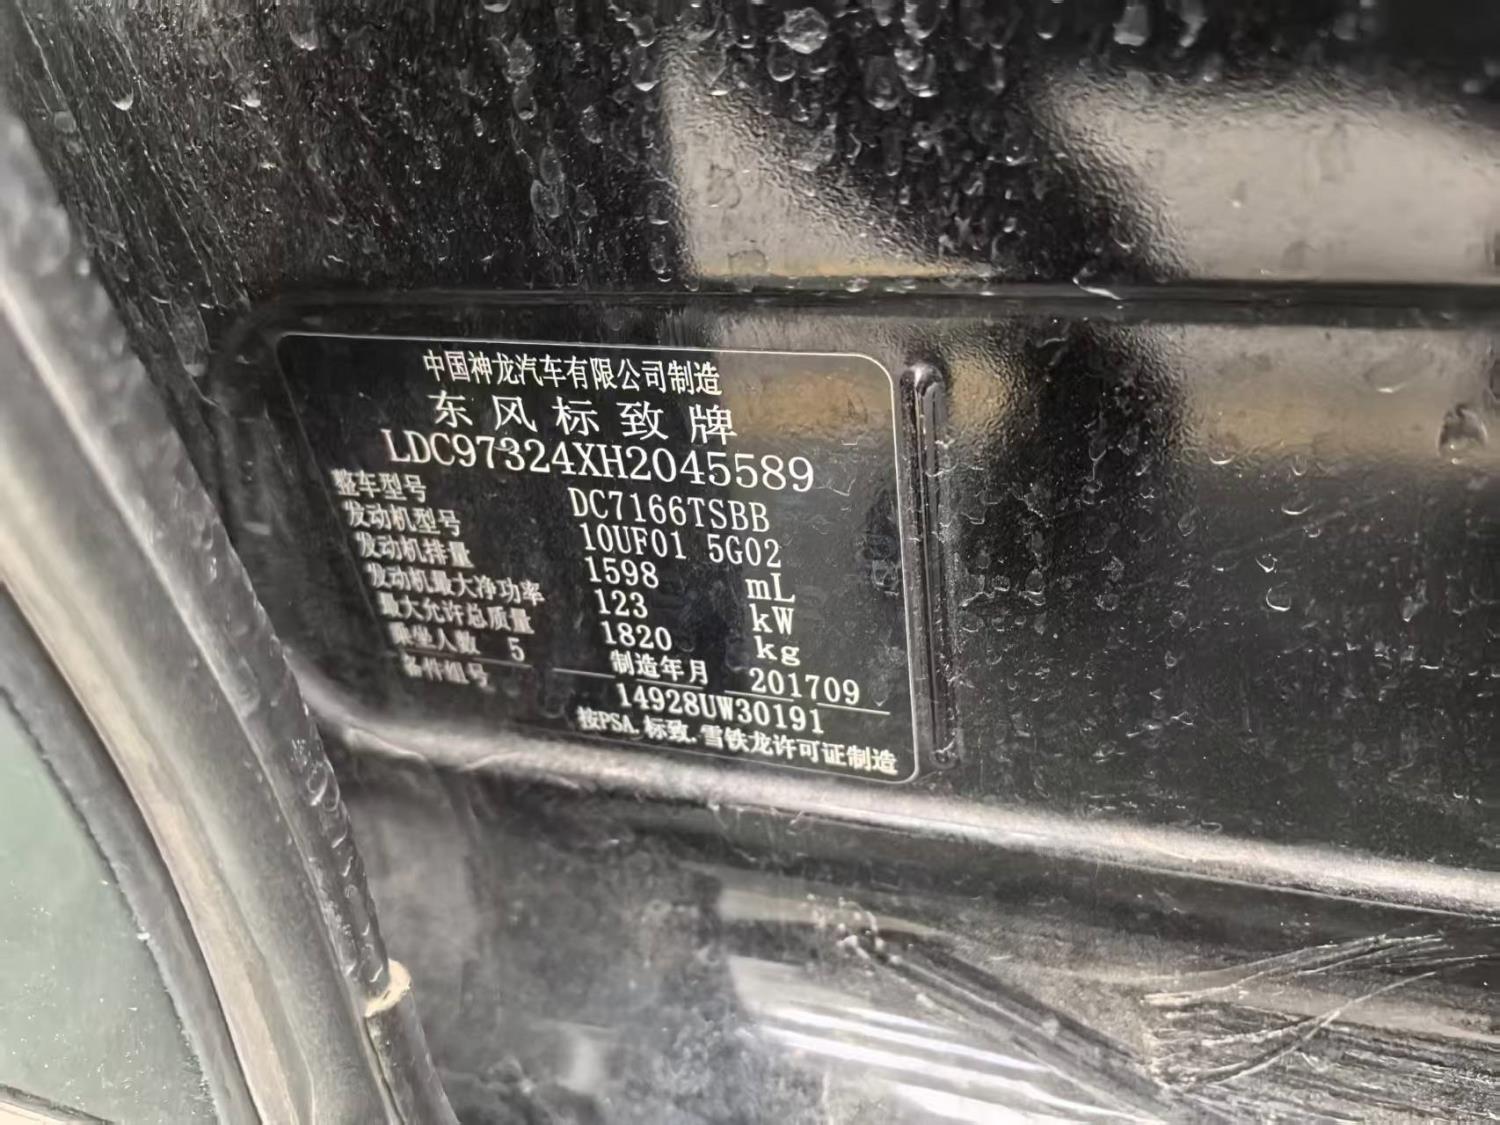 中国神龙汽车有限公司制造
东风标致牌
LDC97324XH2045589
整车型号 DC7166TSBB
发动机型号 10UF01 5G02
发动机排量 1598 mL
发动机最大净功率 123 kW
最大允许总质量 1820 kg
乘坐人数 5 制造年月 201709
备件组号 14928UW30191
按PSA.标致.雪铁龙许可证制造